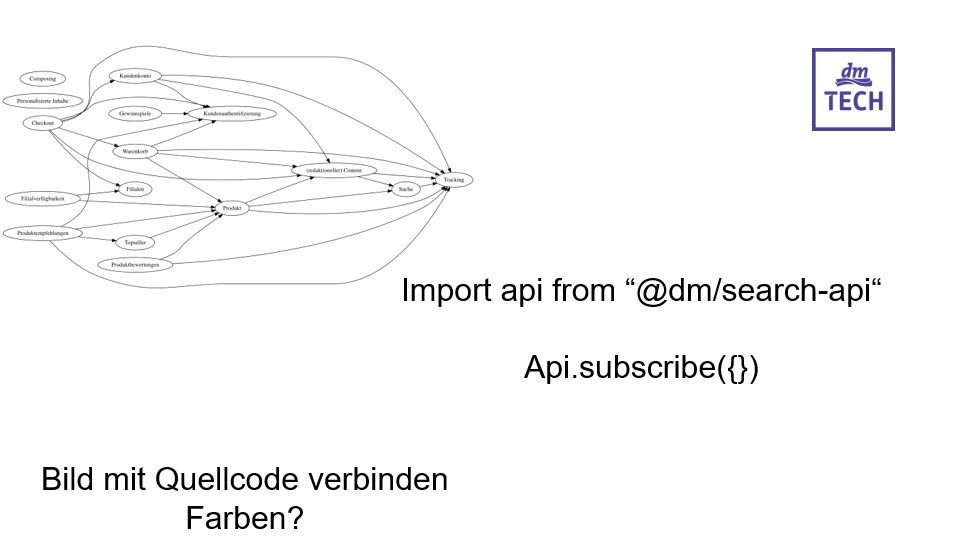 Composing
Personalisierte Inhalte
Checkout
Filialverfügbarkeit
Produktempfehlungen
Kundenkonto
Gewinnspiele
Warenkorb
Filialen
Topseller
Produktbewertungen
Kundenauthentifizierung
Produkt
(redaktioneller) Content
Suche
Tracking
dm
TECH
Import api from “@dm/search-api“
Api.subscribe({})
Bild mit Quellcode verbinden
Farben?